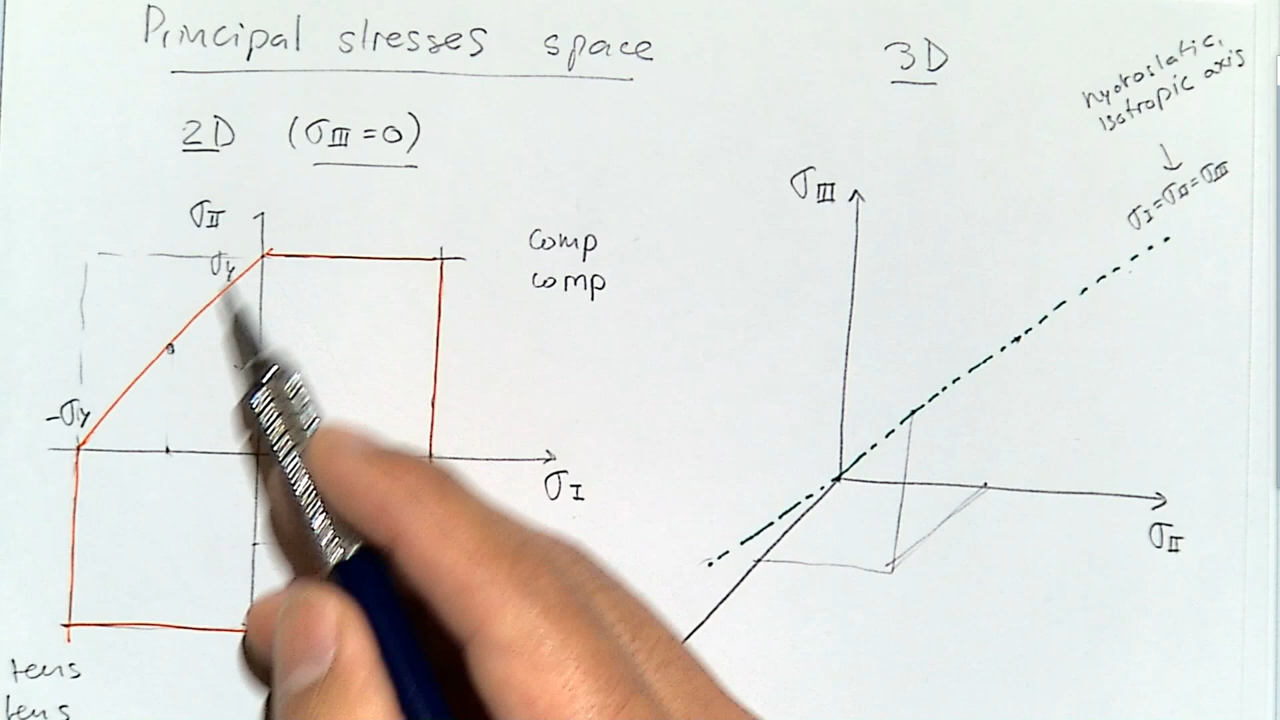 Principal stresses space
2D (σIII=0)
σII
σy
-σy
σI
comp
comp
tens
tens
3D
hydrostatic,
isotropic axis
σI=σII=σIII
σIII
σII